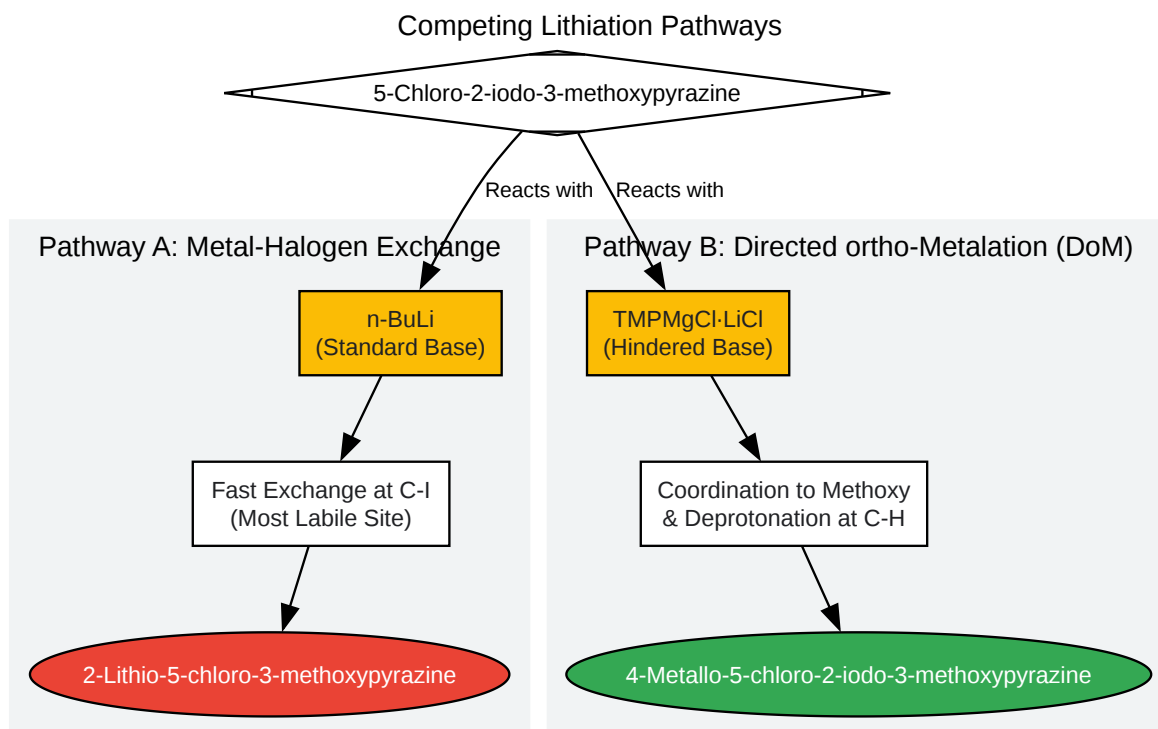 Competing Lithiation Pathways
5-Chloro-2-iodo-3-methoxypyrazine
Reacts with
Reacts with
Pathway A: Metal-Halogen Exchange
n-BuLi
(Standard Base)
Fast Exchange at C-I
(Most Labile Site)
2-Lithio-5-chloro-3-methoxypyrazine
Pathway B: Directed ortho-Metalation (DoM)
TMPMgCl·LiCl
(Hindered Base)
Coordination to Methoxy
& Deprotonation at C-H
4-Metallo-5-chloro-2-iodo-3-methoxypyrazine